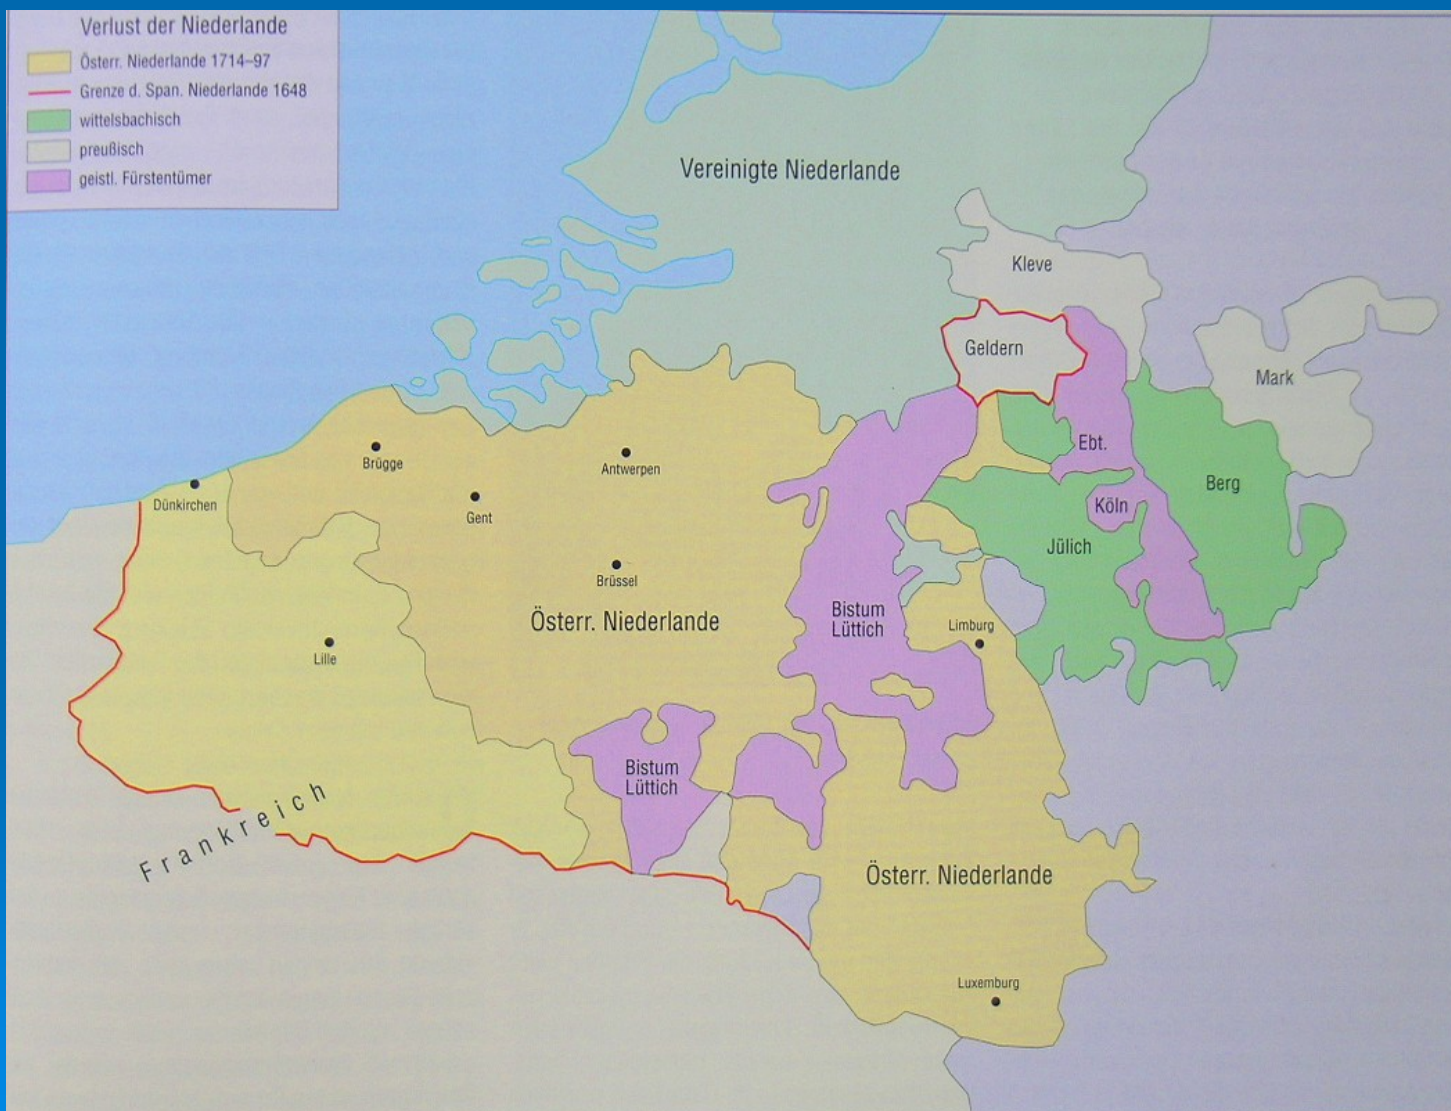 Verlust der Niederlande
Österr. Niederlande 1714–97
Grenze d. Span. Niederlande 1648
wittelsbachisch
preußisch
geistl. Fürstentümer
Vereinigte Niederlande
Kleve
Geldern
Mark
Ebt.
Brügge
Antwerpen
Berg
Dünkirchen
Gent
Köln
Jülich
Brüssel
Österr. Niederlande
Bistum
Lüttich
Limburg
Lille
Bistum
Lüttich
Frankreich
Österr. Niederlande
Luxemburg